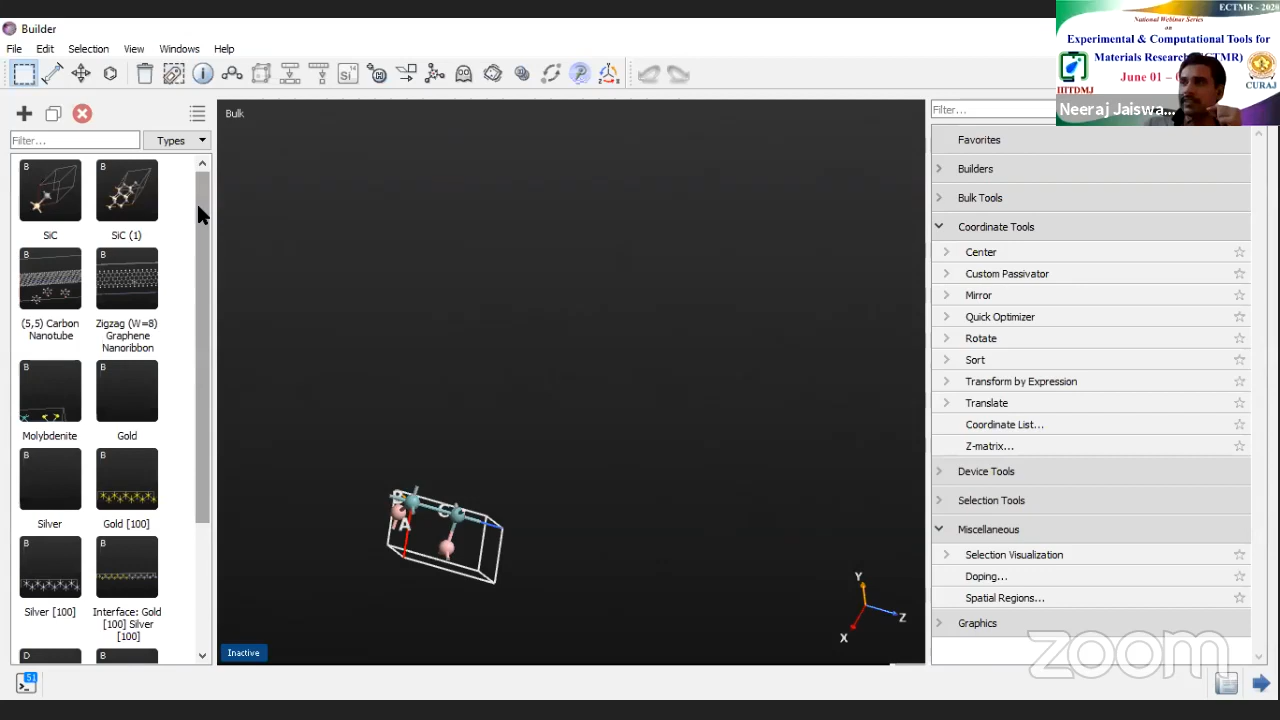 Builder
File Edit Selection View Windows Help
ECTMR - 2020
National Webinar Series
on
Experimental & Computational Tools for
Materials Research (ECTMR)
June 01 –
IIITDMJ
CURAJ
Neeraj Jaiswa...
Filter...
Types
B
SiC
B
SiC (1)
B
(5,5) Carbon
Nanotube
B
Zigzag (W=8)
Graphene
Nanoribbon
B
Molybdenite
B
Gold
B
Silver
B
Gold [100]
B
Silver [100]
B
Interface: Gold
[100] Silver
[100]
D
B
Bulk
B
A
C
Y
Z
X
Inactive
Filter...
Favorites
Builders
Bulk Tools
Coordinate Tools
Center
Custom Passivator
Mirror
Quick Optimizer
Rotate
Sort
Transform by Expression
Translate
Coordinate List...
Z-matrix...
Device Tools
Selection Tools
Miscellaneous
Selection Visualization
Doping...
Spatial Regions...
Graphics
zoom
51